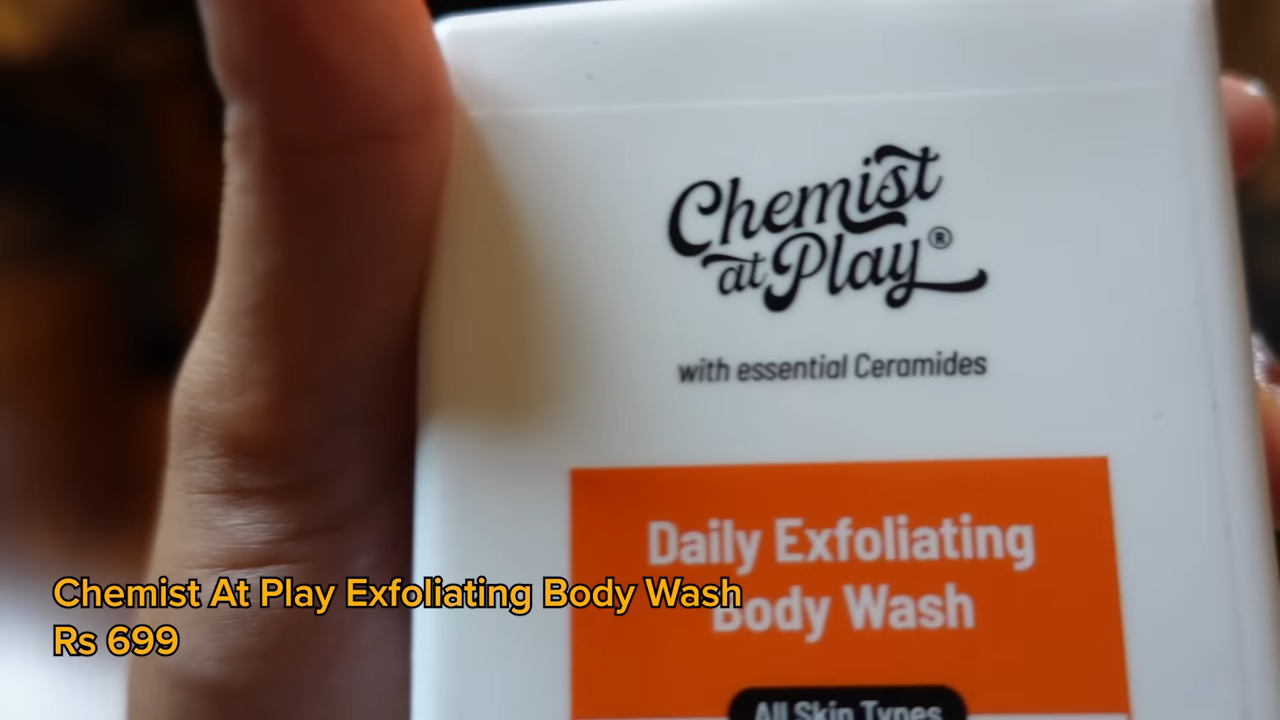 Chemist
at Play®
with essential Ceramides
Daily Exfoliating
Body Wash
All Skin Types
Chemist At Play Exfoliating Body Wash
Rs 699